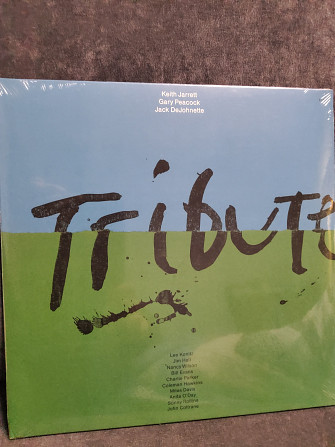 Keith Jarrett
Gary Peacock
Jack DeJohnette
Tribute
Lee Konitz
Jim Hall
Nancy Wilson
Bill Evans
Charlie Parker
Coleman Hawkins
Miles Davis
Anita O'Day
Sonny Rollins
John Coltrane